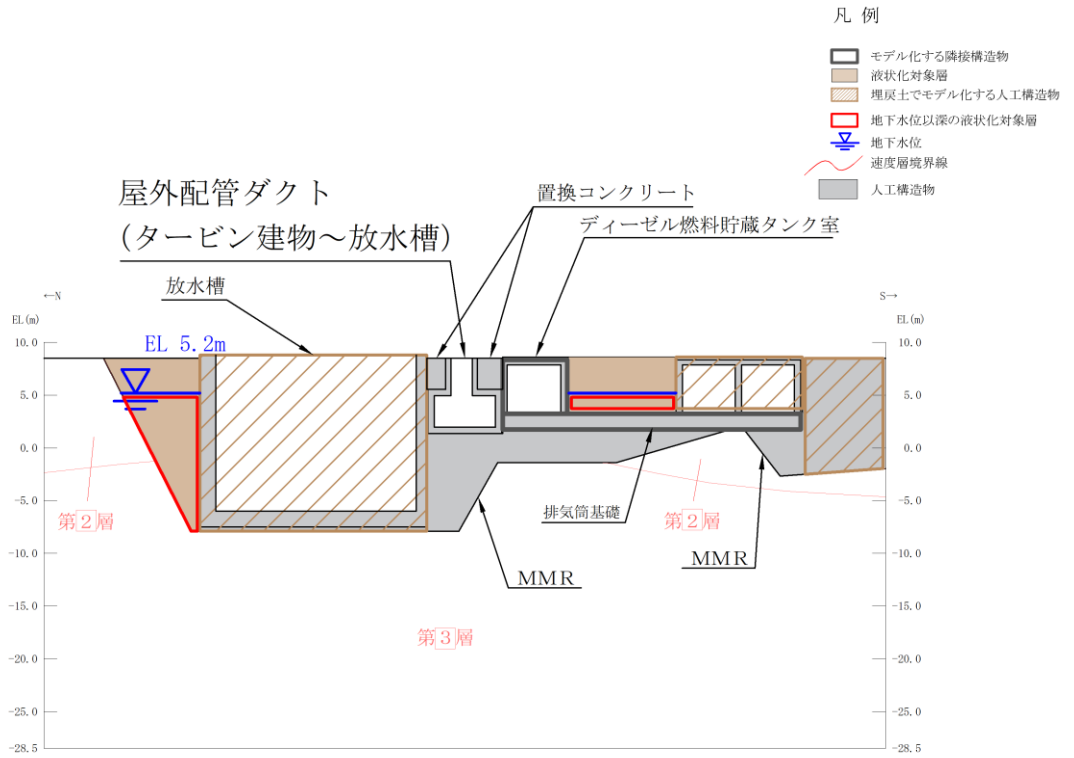 凡 例
モデル化する隣接構造物
液状化対象層
埋戻土でモデル化する人工構造物
地下水位以深の液状化対象層
地下水位
速度層境界線
人工構造物
屋外配管ダクト
(タービン建物～放水槽)
置換コンクリート
ディーゼル燃料貯蔵タンク室
放水槽
←N
S→
EL(m)
EL(m)
EL 5.2m
10.0
10.0
5.0
5.0
0.0
0.0
-5.0
-5.0
第2層
排気筒基礎
第2層
-10.0
-10.0
MMR
MMR
-15.0
-15.0
第3層
-20.0
-20.0
-25.0
-25.0
-28.5
-28.5